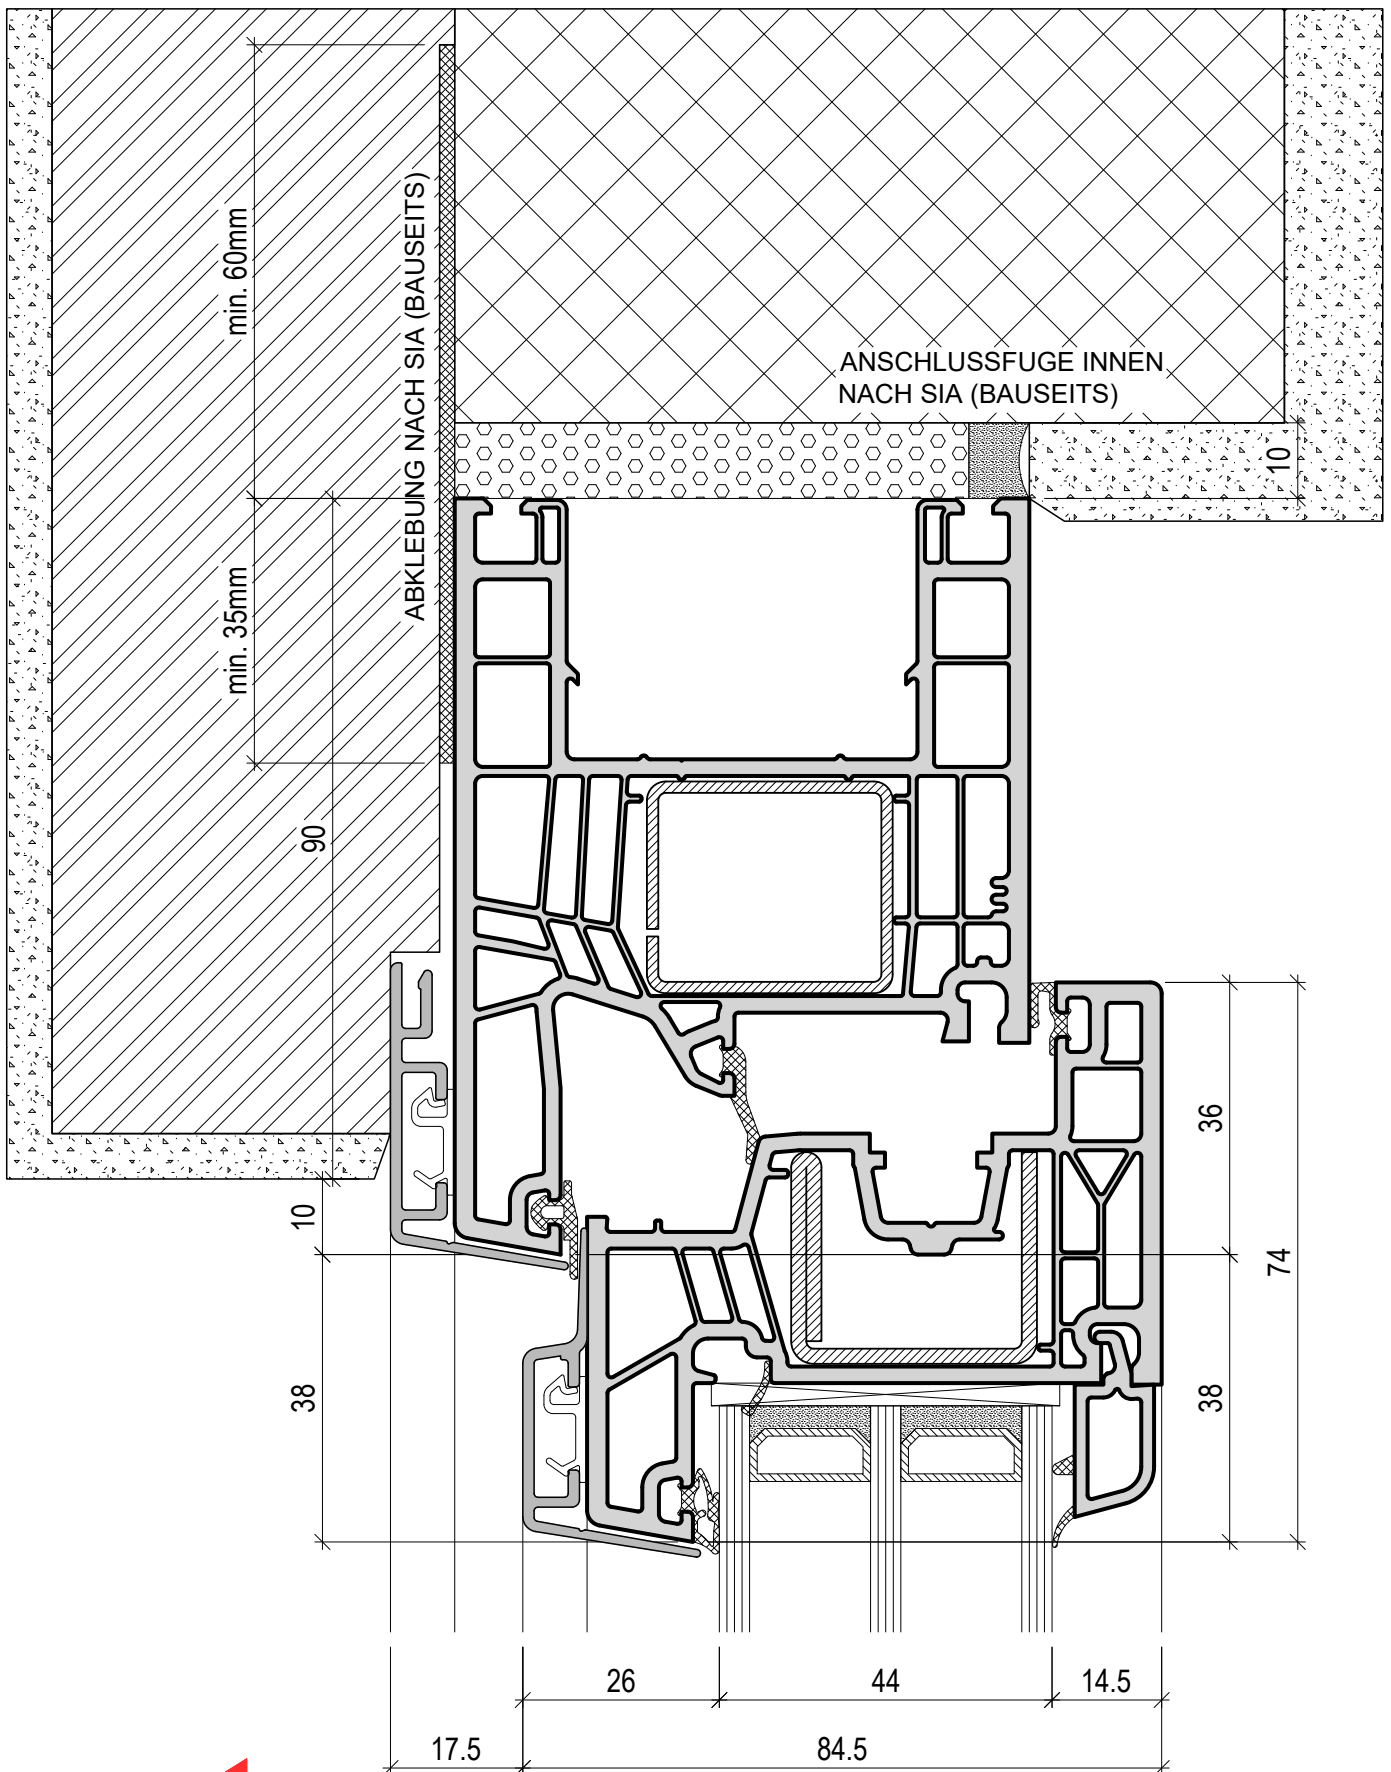 min. 60mm
ABKLEBUNG NACH SIA (BAUSEITS)
ANSCHLUSSFUGE INNEN
NACH SIA (BAUSEITS)
10
min. 35mm
90
36
10
74
38
38
26
44
14.5
17.5
84.5